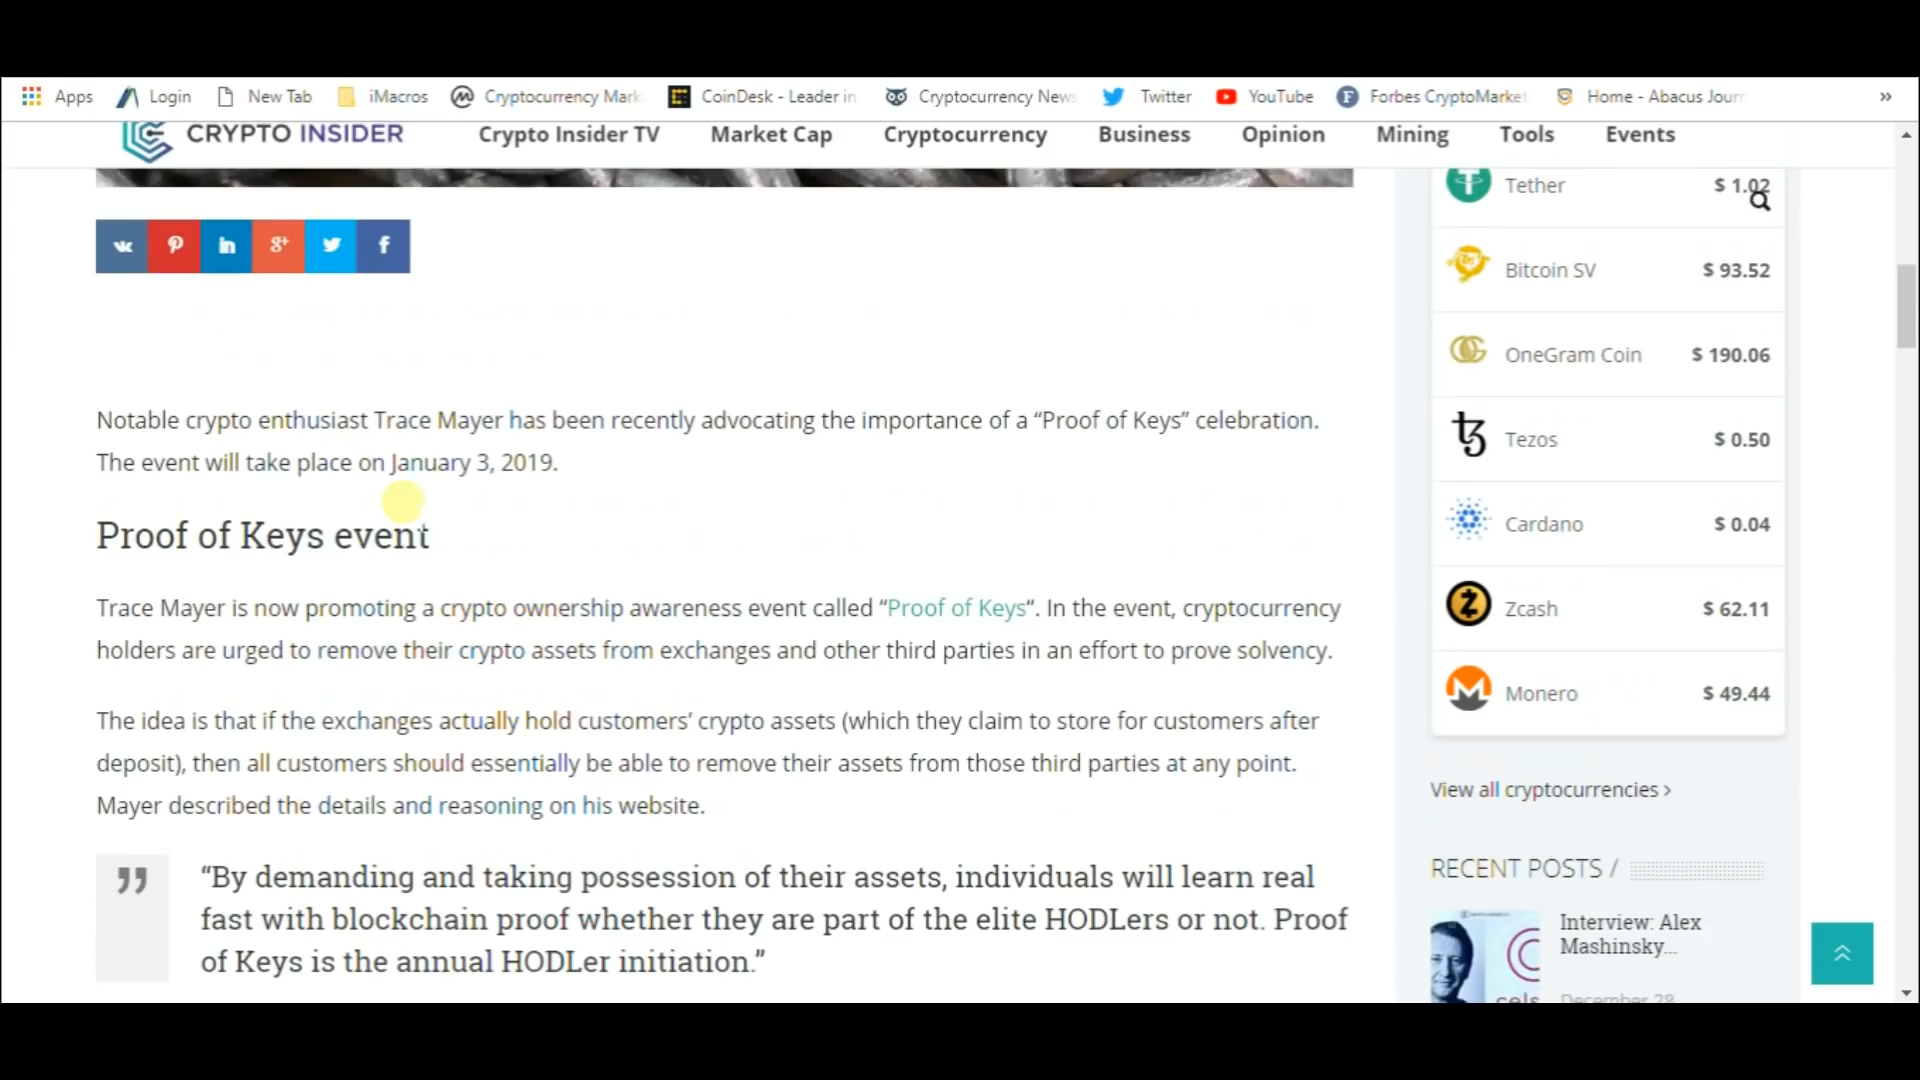 Apps Login New Tab iMacros Cryptocurrency Mark CoinDesk - Leader in Cryptocurrency News Twitter YouTube Forbes CryptoMarket Home - Abacus Jour »
CRYPTO INSIDER Crypto Insider TV Market Cap Cryptocurrency Business Opinion Mining Tools Events
Notable crypto enthusiast Trace Mayer has been recently advocating the importance of a “Proof of Keys” celebration.
The event will take place on January 3, 2019.
Proof of Keys event
Trace Mayer is now promoting a crypto ownership awareness event called “Proof of Keys“. In the event, cryptocurrency
holders are urged to remove their crypto assets from exchanges and other third parties in an effort to prove solvency.
The idea is that if the exchanges actually hold customers’ crypto assets (which they claim to store for customers after
deposit), then all customers should essentially be able to remove their assets from those third parties at any point.
Mayer described the details and reasoning on his website.
“By demanding and taking possession of their assets, individuals will learn real
fast with blockchain proof whether they are part of the elite HODLers or not. Proof
of Keys is the annual HODLer initiation.”
Tether $ 1.02
Bitcoin SV $ 93.52
OneGram Coin $ 190.06
Tezos $ 0.50
Cardano $ 0.04
Zcash $ 62.11
Monero $ 49.44
View all cryptocurrencies ›
RECENT POSTS /
Interview: Alex
Mashinsky...
December 28